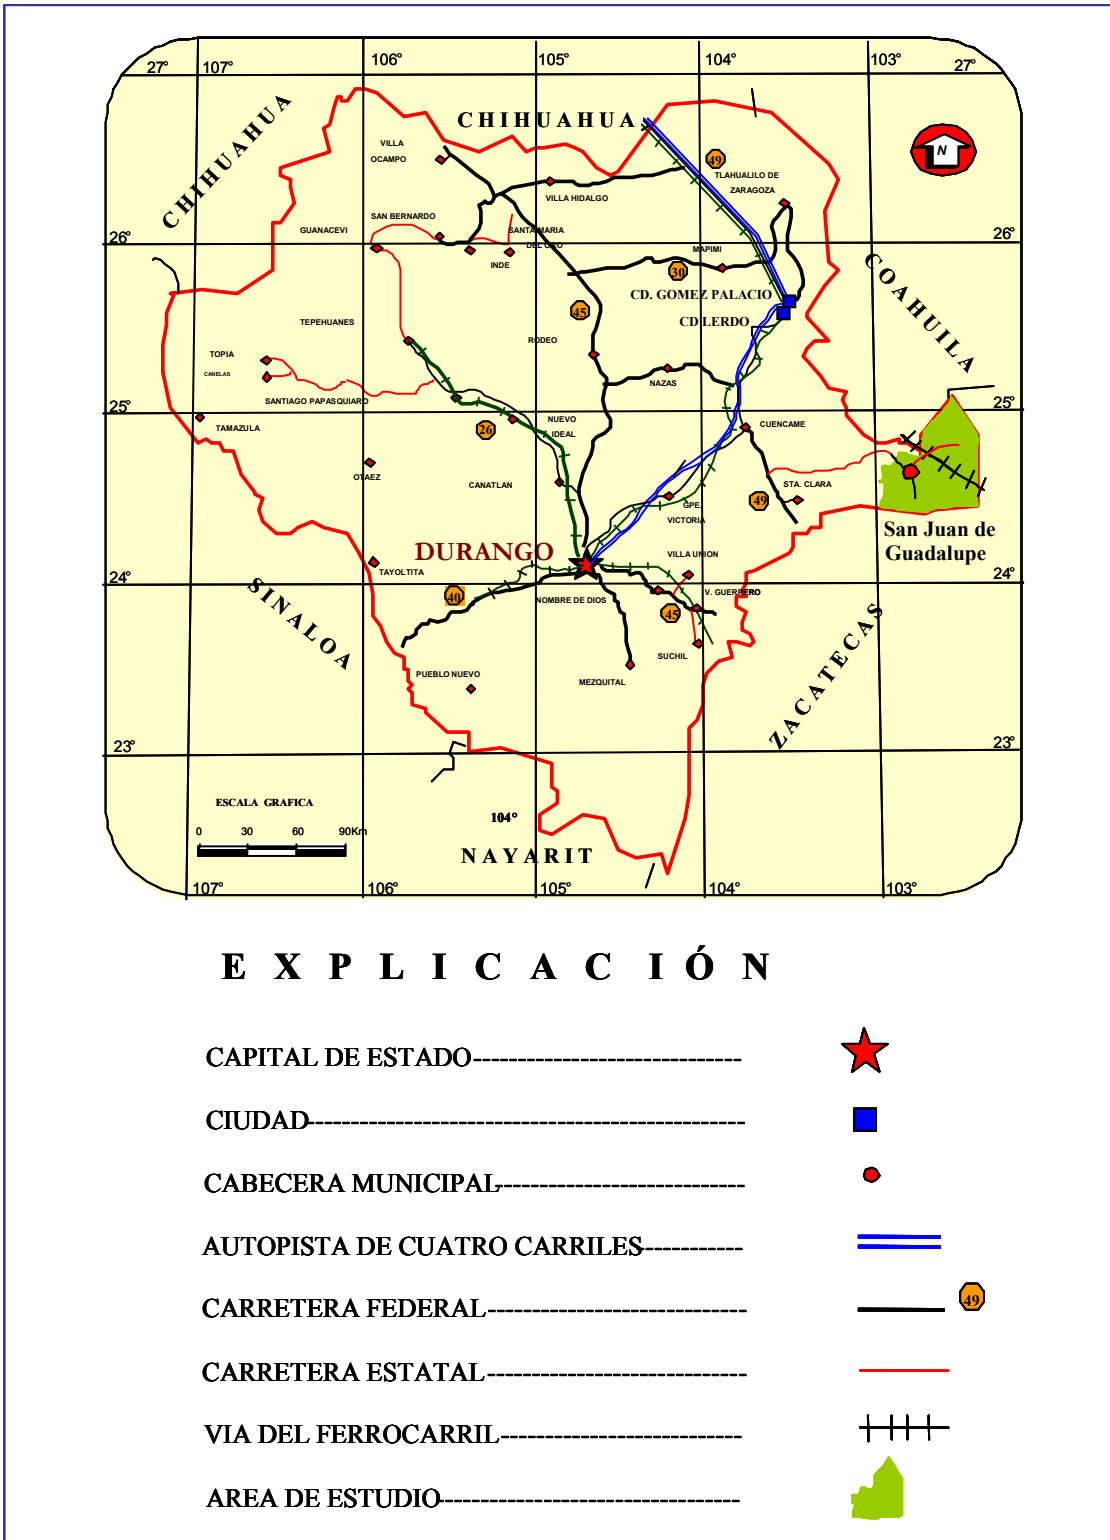 27°
107°
106°
105°
104°
103°
27°
CHIHUAHUA
CHIHUAHUA
N
VILLA
OCAMPO
49
TLAHUALILO DE
ZARAGOZA
VILLA HIDALGO
SAN BERNARDO
GUANACEVI
SANTA MARIA
DEL ORO
26°
26°
INDE
MAPIMI
30
COAHUILA
CD. GOMEZ PALACIO
45
CD LERDO
TEPEHUANES
RODEO
TOPIA
CANELAS
NAZAS
SANTIAGO PAPASQUIARO
25°
25°
TAMAZULA
26
NUEVO
IDEAL
CUENCAME
OTAEZ
CANATLAN
STA. CLARA
49
GPE.
VICTORIA
San Juan de
Guadalupe
DURANGO
VILLA UNION
TAYOLTITA
24°
24°
SINALOA
40
NOMBRE DE DIOS
V. GUERRERO
45
ZACATECAS
SUCHIL
PUEBLO NUEVO
MEZQUITAL
23°
23°
ESCALA GRAFICA
0 30 60 90Km
104°
NAYARIT
107°
106°
105°
104°
103°
EXPLICACIÓN
CAPITAL DE ESTADO------------------------------
CIUDAD-------------------------------------------------
CABECERA MUNICIPAL----------------------------
AUTOPISTA DE CUATRO CARRILES------------
CARRETERA FEDERAL----------------------------- 49
CARRETERA ESTATAL-----------------------------
VIA DEL FERROCARRIL---------------------------
AREA DE ESTUDIO----------------------------------